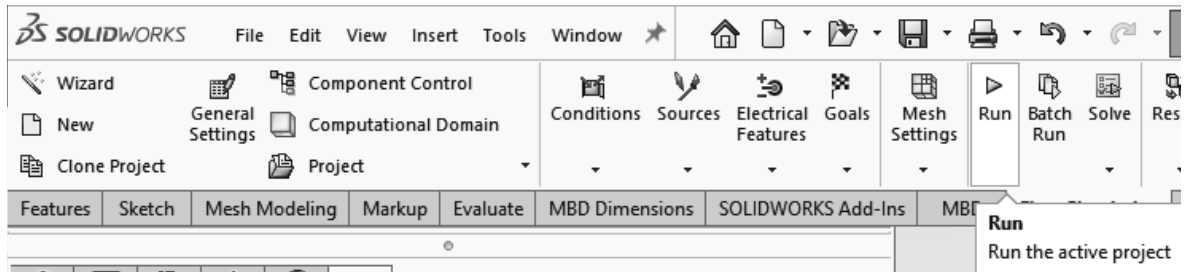 SOLIDWORKS File Edit View Insert Tools Window
Wizard
New
Clone Project
General
Settings
Component Control
Computational Domain
Project
Conditions
Sources
Electrical
Features
Goals
Mesh
Settings
Run
Batch
Run
Solve
Features Sketch Mesh Modeling Markup Evaluate MBD Dimensions SOLIDWORKS Add-Ins
Run
Run the active project